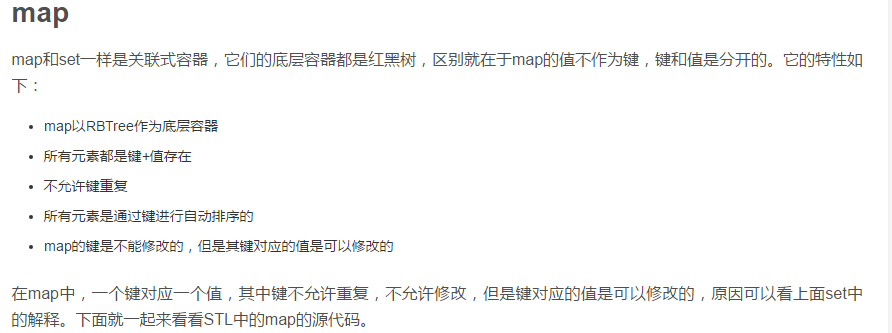 map
map和set一样是关联式容器，它们的底层容器都是红黑树，区别就在于map的值不作为键，键和值是分开的。它的特性如
下：
map以RBTree作为底层容器
所有元素都是键+值存在
不允许键重复
所有元素是通过键进行自动排序的
map的键是不能修改的，但是其键对应的值是可以修改的
在map中，一个键对应一个值，其中键不允许重复，不允许修改，但是键对应的值是可以修改的，原因可以看上面set中
的解释。下面就一起来看看STL中的map的源代码。